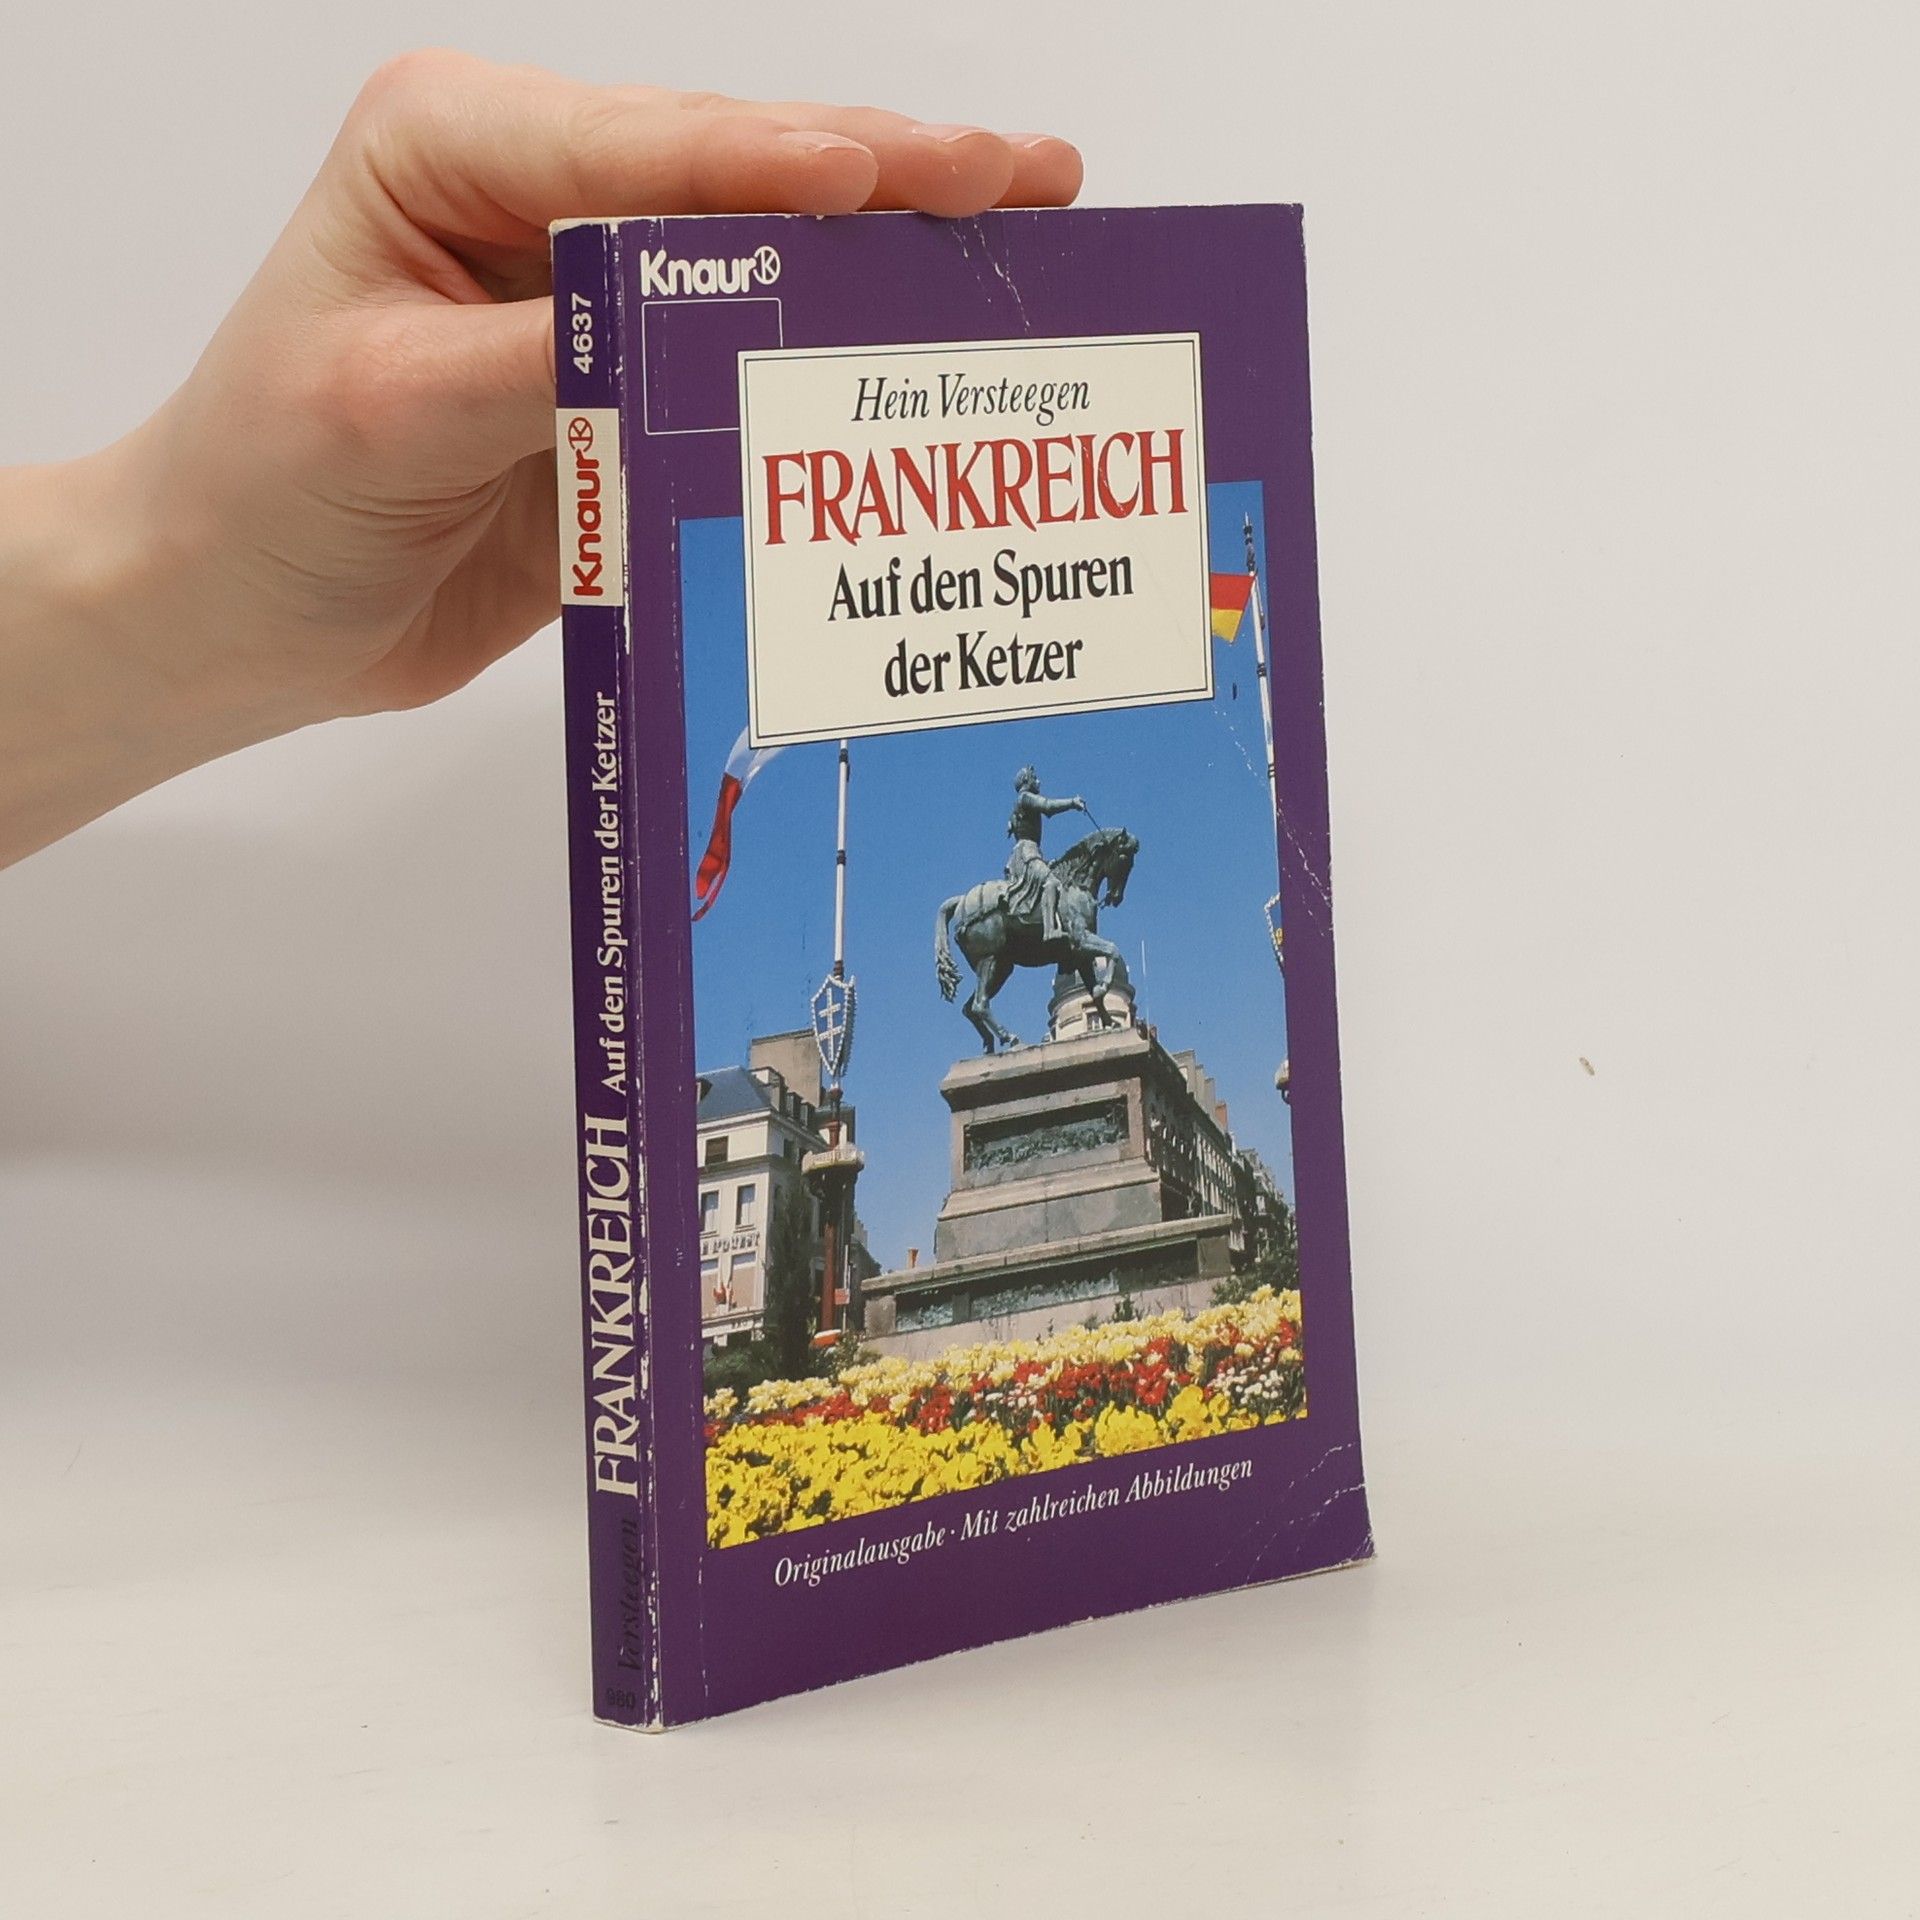 Knaur
Hein Versteegen
FRANKREICH
Auf den Spuren
der Ketzer
Originalausgabe · Mit zahlreichen Abbildungen
4637
Knaur
Versteegen FRANKREICH Auf den Spuren der Ketzer
980